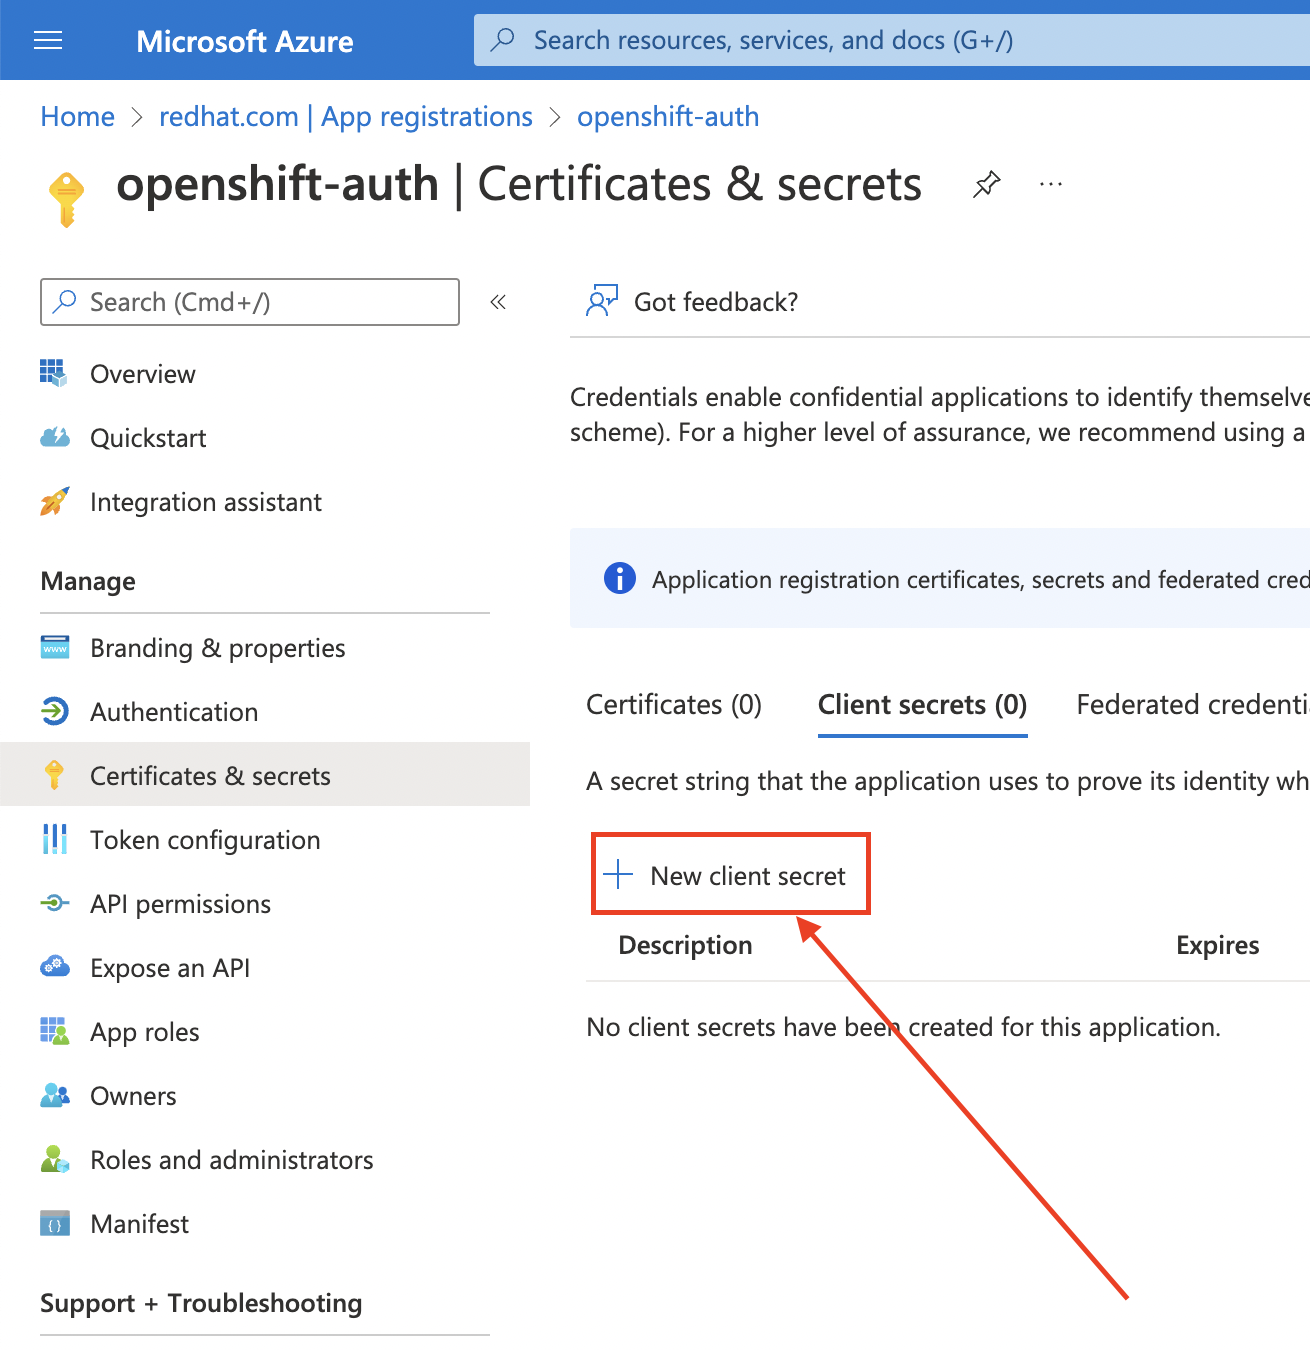 Microsoft Azure
Search resources, services, and docs (G+/)
Home > redhat.com | App registrations > openshift-auth
openshift-auth | Certificates & secrets
Search (Cmd+/)
Got feedback?
Overview
Quickstart
Integration assistant
Manage
Branding & properties
Authentication
Certificates & secrets
Token configuration
API permissions
Expose an API
App roles
Owners
Roles and administrators
Manifest
Support + Troubleshooting
Credentials enable confidential applications to identify themselve
scheme). For a higher level of assurance, we recommend using a
Application registration certificates, secrets and federated cred
Certificates (0)
Client secrets (0)
Federated credenti
A secret string that the application uses to prove its identity wh
New client secret
Description
Expires
No client secrets have been created for this application.